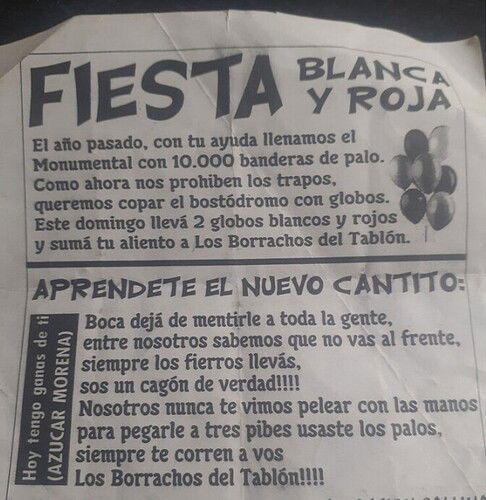 FIESTA BLANCA
Y ROJA
El año pasado, con tu ayuda llenamos el
Monumental con 10.000 banderas de palo.
Como ahora nos prohiben los trapos,
queremos copar el bostódromo con globos.
Este domingo llevá 2 globos blancos y rojos
y sumá tu aliento a Los Borrachos del Tablón.
APRENDETE EL NUEVO CANTITO:
Hoy tengo ganas de ti
(AZUCAR MORENA)
Boca dejá de mentirle a toda la gente,
entre nosotros sabemos que no vas al frente,
siempre los fierros llevás,
sos un cagón de verdad!!!!
Nosotros nunca te vimos pelear con las manos
para pegarle a tres pibes usaste los palos,
siempre te corren a vos
Los Borrachos del Tablón!!!!